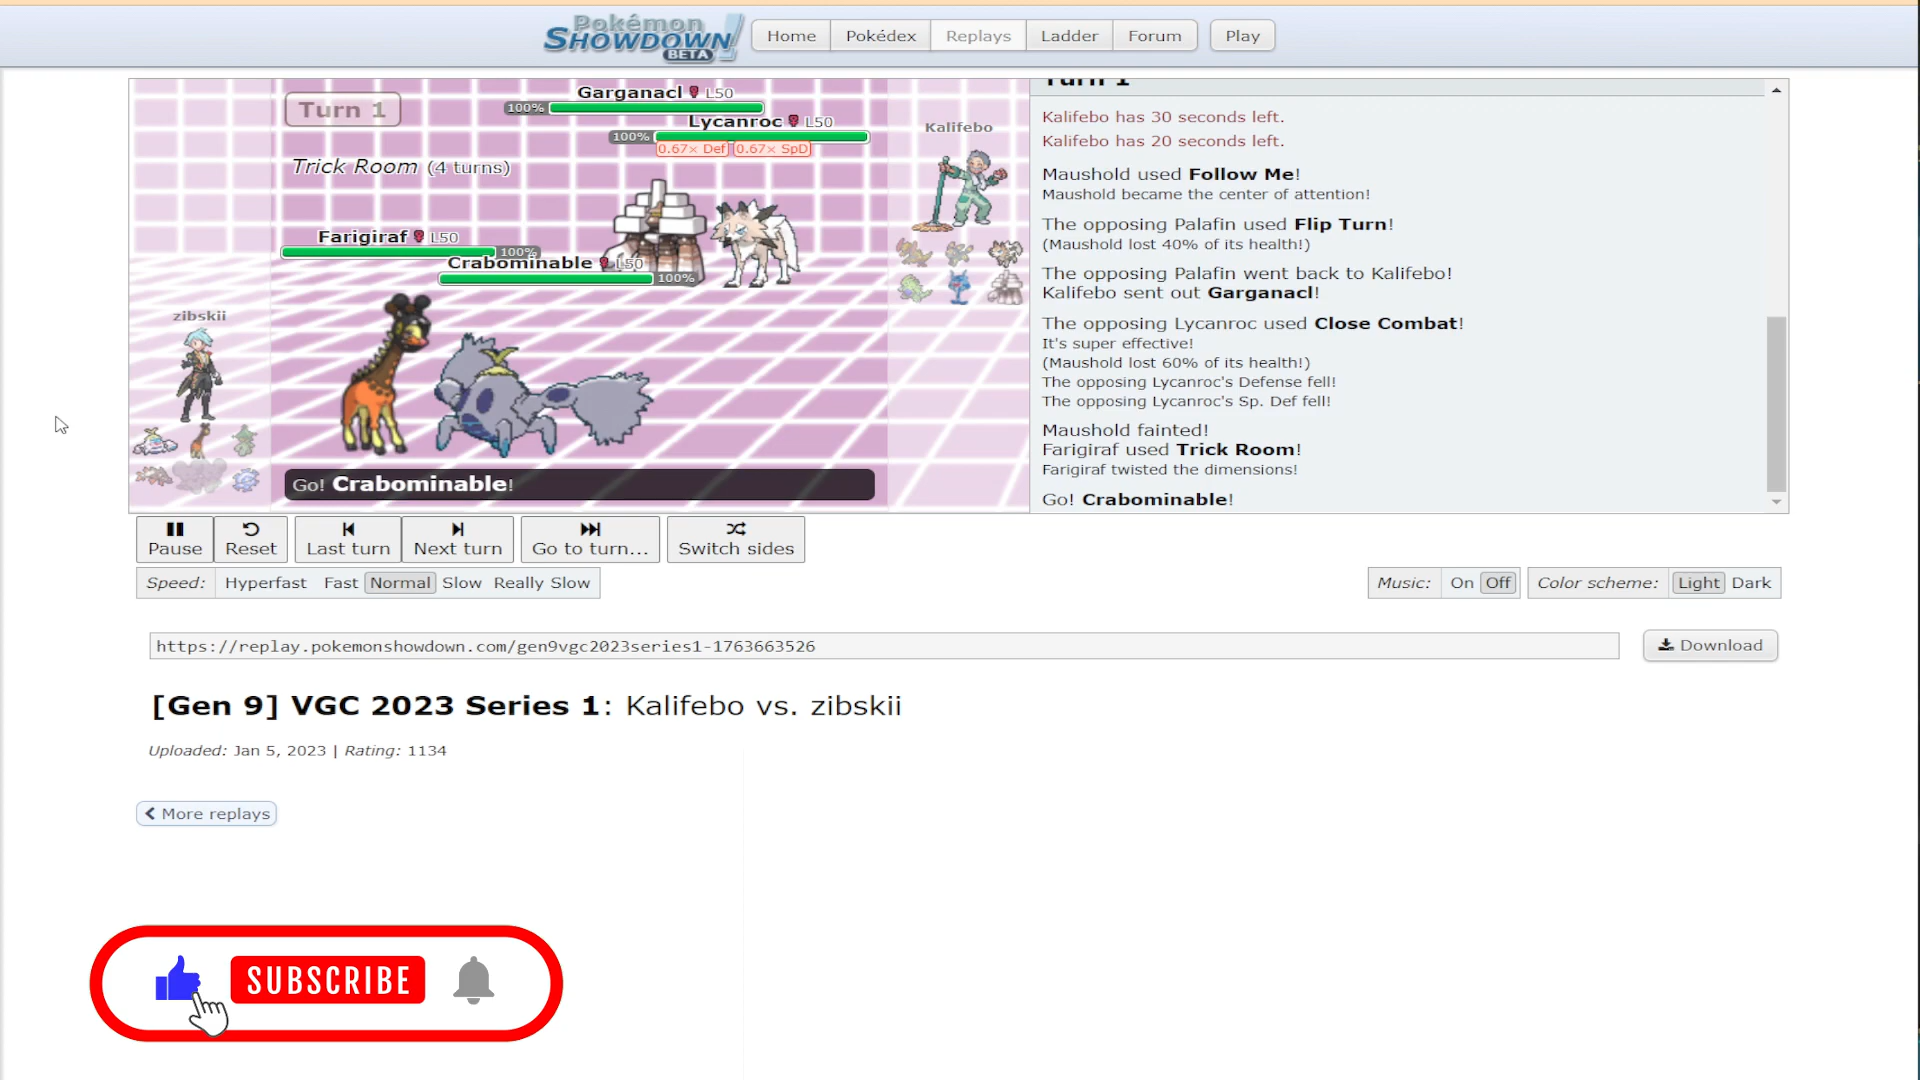 Pokémon
SHOWDOWN!
BETA
Home
Pokédex
Replays
Ladder
Forum
Play
Turn 1
Garganacl L50
100%
Lycanroc L50
100%
0.67× Def 0.67× SpD
Trick Room (4 turns)
Farigiraf L50
100%
Crabominable L50
100%
zibskii
Kalifebo
Go! Crabominable!
Turn 1
Kalifebo has 30 seconds left.
Kalifebo has 20 seconds left.
Maushold used Follow Me!
Maushold became the center of attention!
The opposing Palafin used Flip Turn!
(Maushold lost 40% of its health!)
The opposing Palafin went back to Kalifebo!
Kalifebo sent out Garganacl!
The opposing Lycanroc used Close Combat!
It's super effective!
(Maushold lost 60% of its health!)
The opposing Lycanroc's Defense fell!
The opposing Lycanroc's Sp. Def fell!
Maushold fainted!
Farigiraf used Trick Room!
Farigiraf twisted the dimensions!
Go! Crabominable!
Pause
Reset
Last turn
Next turn
Go to turn...
Switch sides
Speed: Hyperfast Fast Normal Slow Really Slow
Music: On Off
Color scheme: Light Dark
https://replay.pokemonshowdown.com/gen9vgc2023series1-1763663526
Download
[Gen 9] VGC 2023 Series 1: Kalifebo vs. zibskii
Uploaded: Jan 5, 2023 | Rating: 1134
More replays
SUBSCRIBE